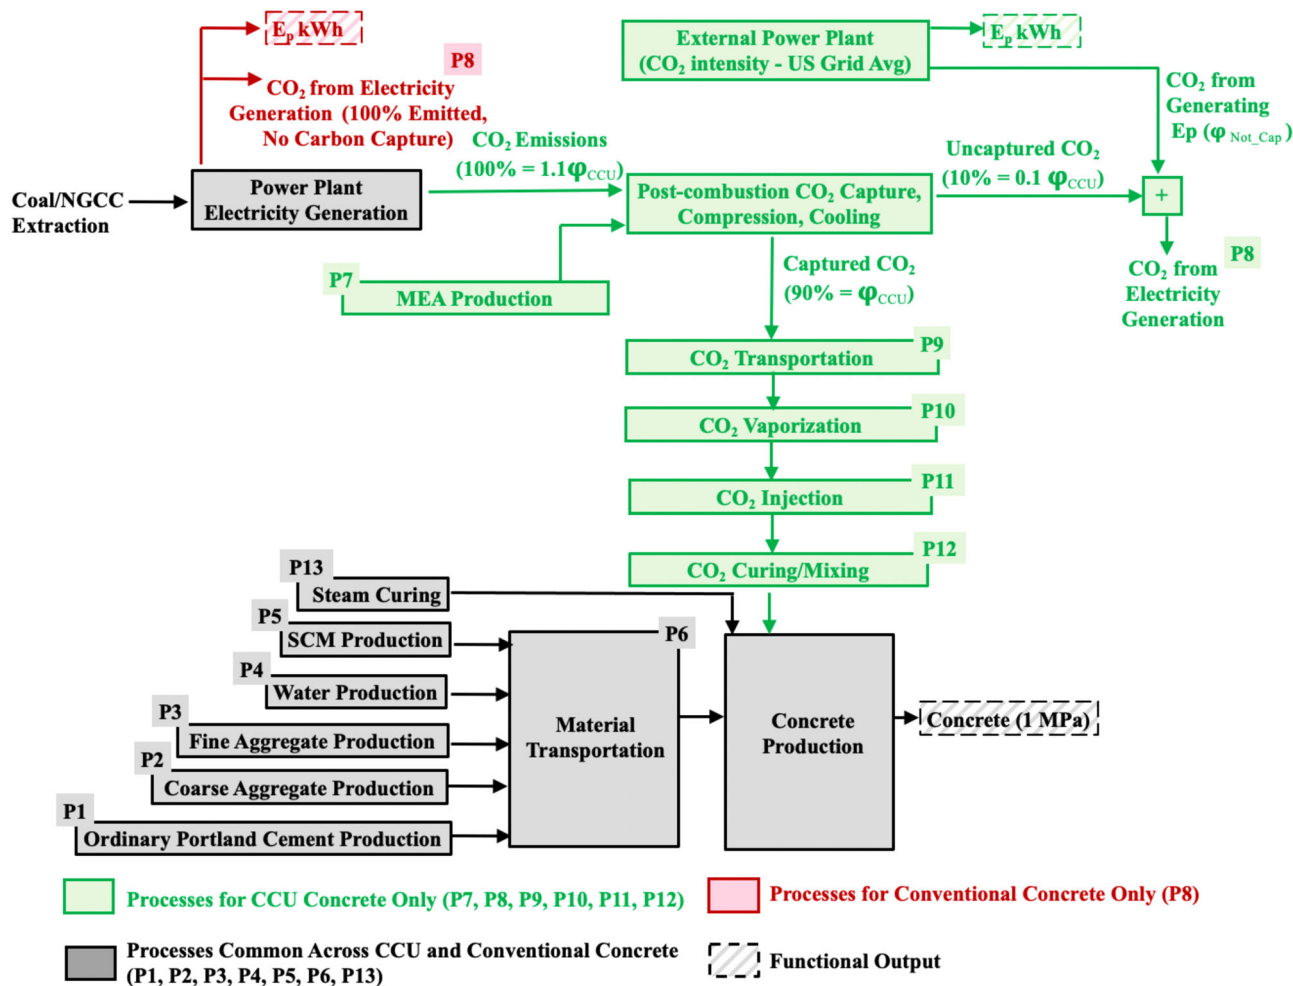 E_p kWh
P8
CO₂ from Electricity
Generation (100% Emitted,
No Carbon Capture)
External Power Plant
(CO₂ intensity - US Grid Avg)
E_p kWh
CO₂ from
Generating
Ep (φ Not_Cap)
CO₂ Emissions
(100% = 1.1φCCU)
Uncaptured CO₂
(10% = 0.1 φCCU)
Coal/NGCC
Extraction
Power Plant
Electricity Generation
Post-combustion CO₂ Capture,
Compression, Cooling
+
P8
CO₂ from
Electricity
Generation
P7
MEA Production
Captured CO₂
(90% = φCCU)
P9
CO₂ Transportation
P10
CO₂ Vaporization
P11
CO₂ Injection
P12
CO₂ Curing/Mixing
P13
Steam Curing
P5
SCM Production
P4
Water Production
P3
Fine Aggregate Production
P2
Coarse Aggregate Production
P1
Ordinary Portland Cement Production
P6
Material
Transportation
Concrete
Production
Concrete (1 MPa)
Processes for CCU Concrete Only (P7, P8, P9, P10, P11, P12)
Processes for Conventional Concrete Only (P8)
Processes Common Across CCU and Conventional Concrete
(P1, P2, P3, P4, P5, P6, P13)
Functional Output